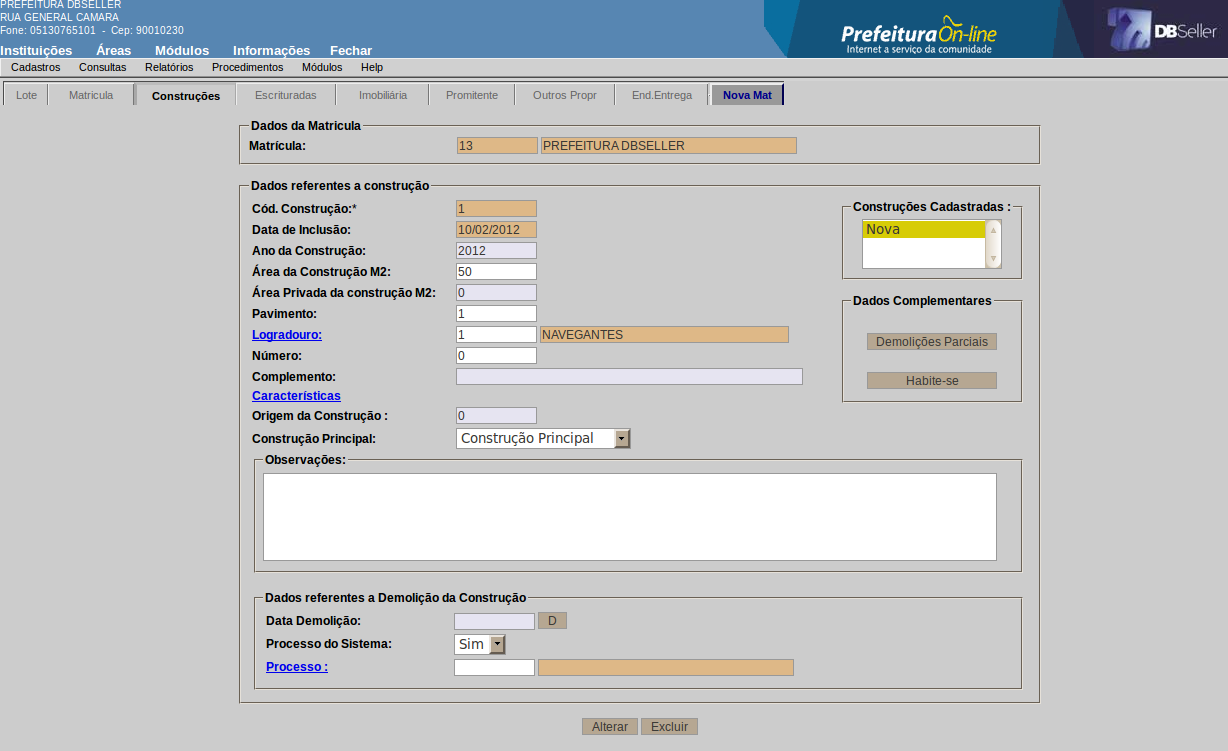 PREFEITURA DBSELLER
RUA GENERAL CAMARA
Fone: 05130765101 - Cep: 90010230
PrefeituraOn-line
Internet a serviço da comunidade
DBSeller
Instituições Áreas Módulos Informações Fechar
Cadastros Consultas Relatórios Procedimentos Módulos Help
Lote Matricula Construções Escrituradas Imobiliária Promitente Outros Propr End.Entrega Nova Mat
Dados da Matricula
Matrícula: 13 PREFEITURA DBSELLER
Dados referentes a construção
Cód. Construção:* 1
Data de Inclusão: 10/02/2012
Ano da Construção: 2012
Área da Construção M2: 50
Área Privada da construção M2: 0
Pavimento: 1
Logradouro: 1 NAVEGANTES
Número: 0
Complemento:
Características
Origem da Construção : 0
Construção Principal: Construção Principal
Construções Cadastradas :
Nova
Dados Complementares
Demolições Parciais
Habite-se
Observações:
Dados referentes a Demolição da Construção
Data Demolição: D
Processo do Sistema: Sim
Processo :
Alterar Excluir